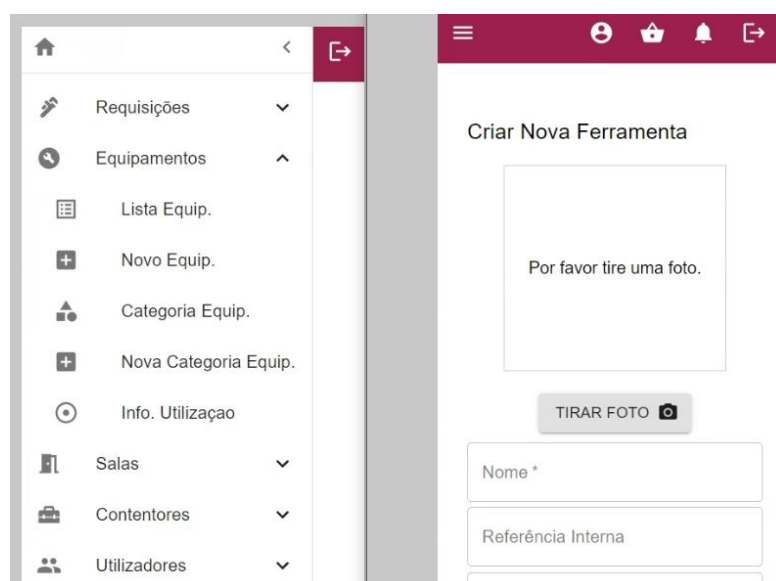 Requisições
Equipamentos
Lista Equip.
Novo Equip.
Categoria Equip.
Nova Categoria Equip.
Info. Utilizaçao
Salas
Contentores
Utilizadores
Criar Nova Ferramenta
Por favor tire uma foto.
TIRAR FOTO
Nome *
Referência Interna